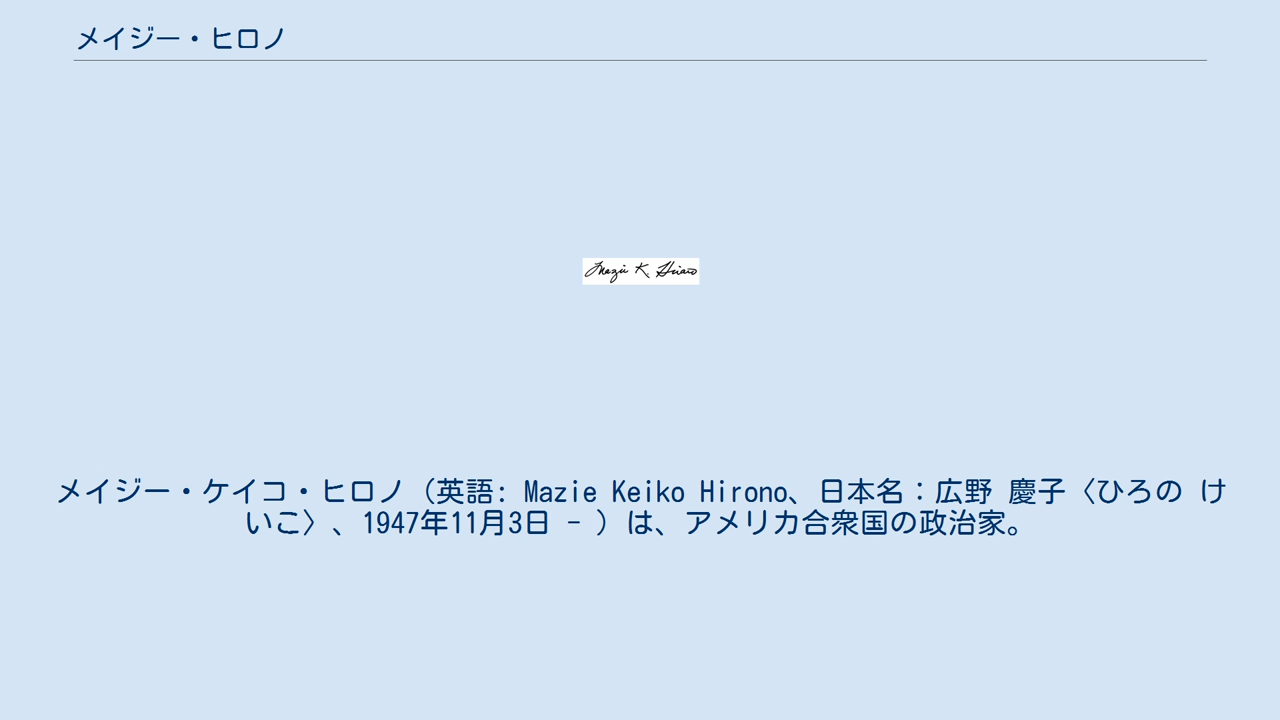 メイジー・ヒロノ
Mazie K. Hirono
メイジー・ケイコ・ヒロノ（英語: Mazie Keiko Hirono、日本名：広野 慶子〈ひろの け
いこ〉、1947年11月3日 - ）は、アメリカ合衆国の政治家。